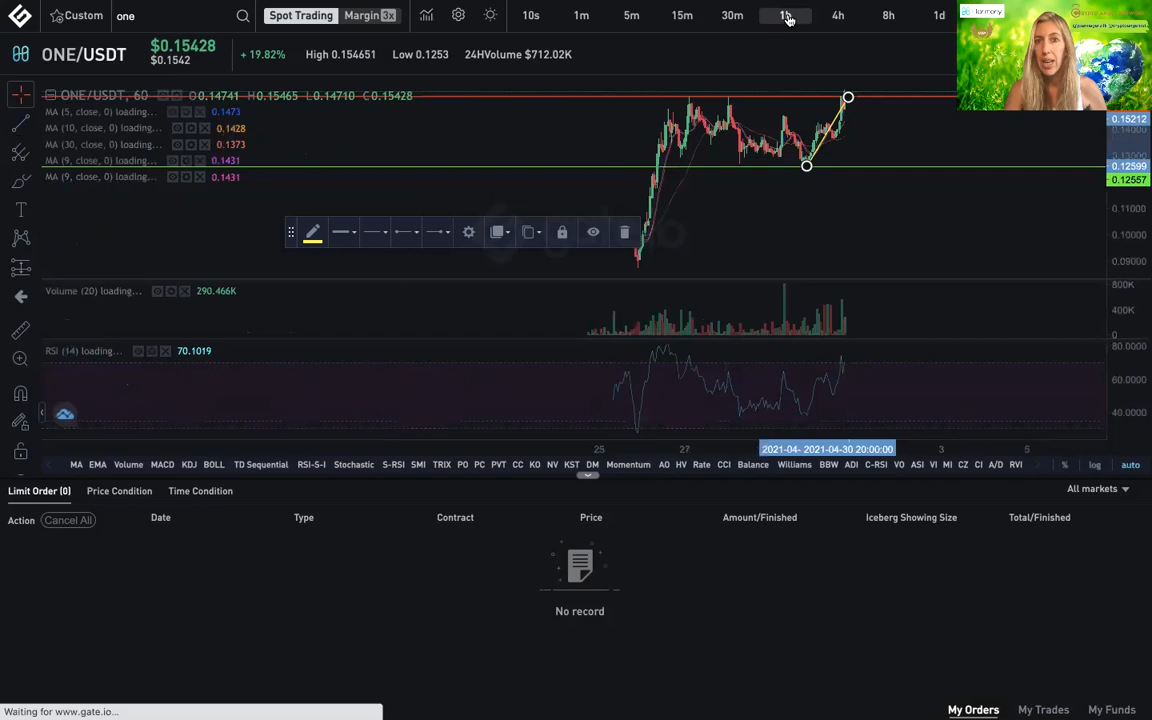 Custom one Spot Trading Margin 3x 10s 1m 5m 15m 30m 1h 4h 8h 1d
Harmony
ONE/USDT $0.15428 $0.1542 + 19.82% High 0.154651 Low 0.1253 24HVolume $712.02K
ONE/USDT, 60 O 0.14741 H 0.15465 L 0.14710 C 0.15428
MA (5, close, 0) loading... 0.1473
MA (10, close, 0) loading... 0.1428
MA (30, close, 0) loading... 0.1373
MA (9, close, 0) loading... 0.1431
MA (9, close, 0) loading... 0.1431
0.15212
0.14000
0.12599
0.12557
0.11000
0.10000
0.09000
Volume (20) loading... 290.466K
800K
400K
0
RSI (14) loading... 70.1019
80.0000
60.0000
40.0000
25 27 2021-04- 2021-04-30 20:00:00 3 5
MA EMA Volume MACD KDJ BOLL TD Sequential RSI-S-I Stochastic S-RSI SMI TRIX PO PC PVT CC KO NV KST DM Momentum AO HV Rate CCI Balance Williams BBW ADI C-RSI VO ASI VI MI CZ CI A/D RVI % log auto
Limit Order (0) Price Condition Time Condition All markets
Action Cancel All Date Type Contract Price Amount/Finished Iceberg Showing Size Total/Finished
No record
Waiting for www.gate.io... My Orders My Trades My Funds